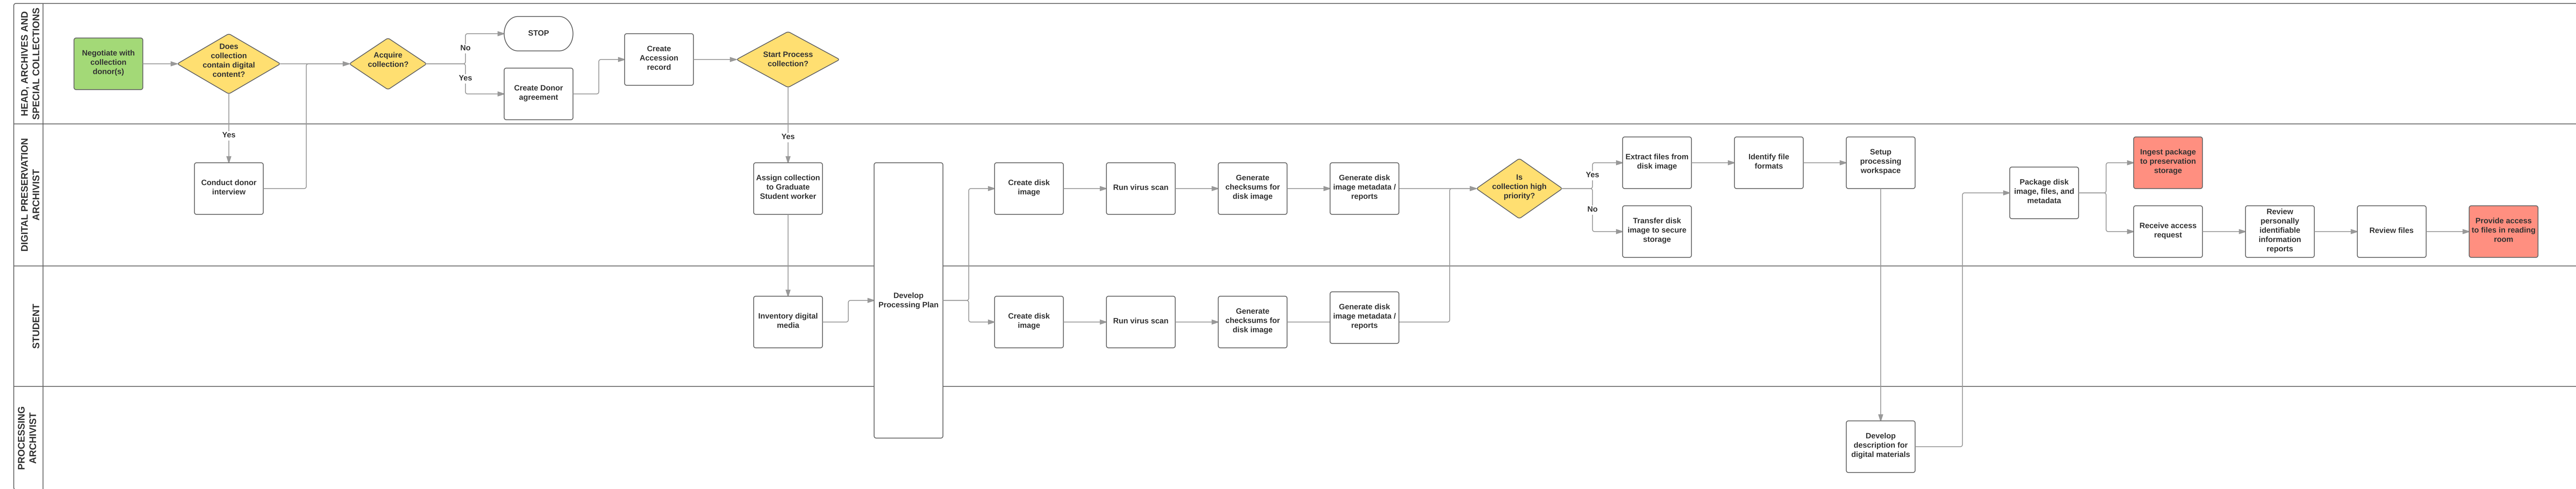 HEAD, ARCHIVES AND
SPECIAL COLLECTIONS
Negotiate with
collection
donor(s)
Does
collection
contain digital
content?
Acquire
collection?
No
STOP
Yes
Create Donor
agreement
Create
Accession
record
Start Process
collection?
DIGITAL PRESERVATION
ARCHIVIST
Yes
Conduct donor
interview
Yes
Assign collection
to Graduate
Student worker
Create disk
image
Run virus scan
Generate
checksums for
disk image
Generate disk
image metadata /
reports
Is
collection high
priority?
Yes
Extract files from
disk image
Identify file
formats
Setup
processing
workspace
No
Transfer disk
image to secure
storage
Package disk
image, files, and
metadata
Ingest package
to preservation
storage
Receive access
request
Review
personally
identifiable
information
reports
Review files
Provide access
to files in reading
room
STUDENT
Inventory digital
media
Develop
Processing Plan
Create disk
image
Run virus scan
Generate
checksums for
disk image
Generate disk
image metadata /
reports
PROCESSING
ARCHIVIST
Develop
description for
digital materials